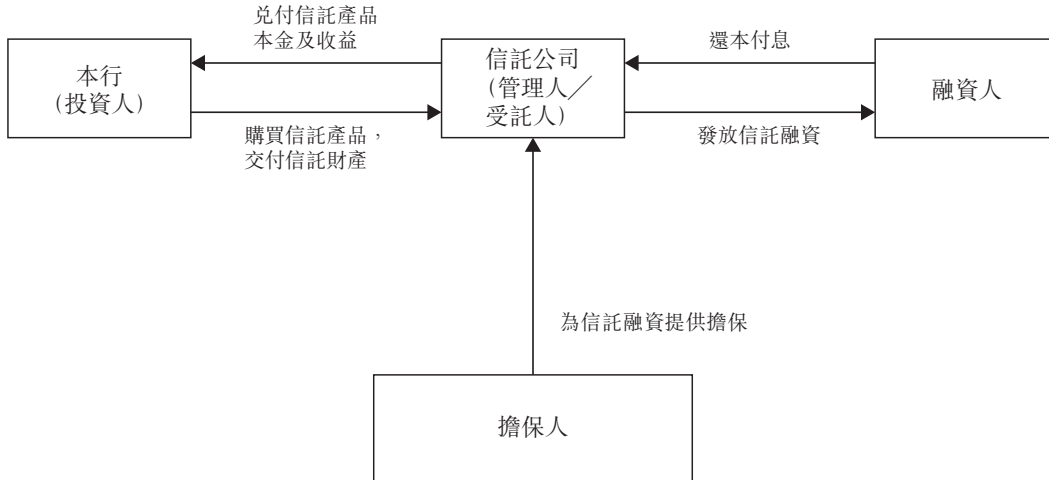 兑付信託產品
本金及收益
還本付息
本行
（投資人）
信託公司
（管理人／
受託人）
融資人
購買信託產品，
交付信託財產
發放信託融資
為信託融資提供擔保
擔保人